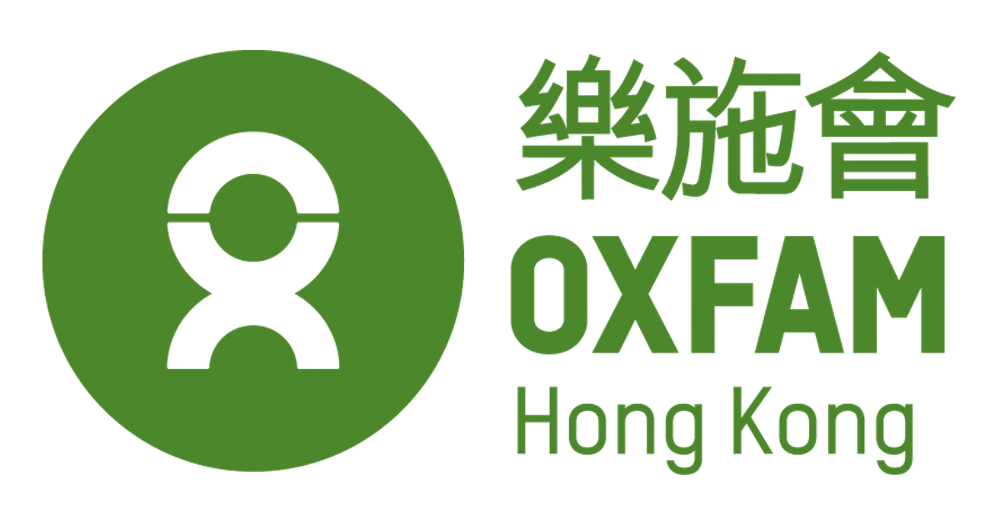 樂施會
OXFAM
Hong Kong